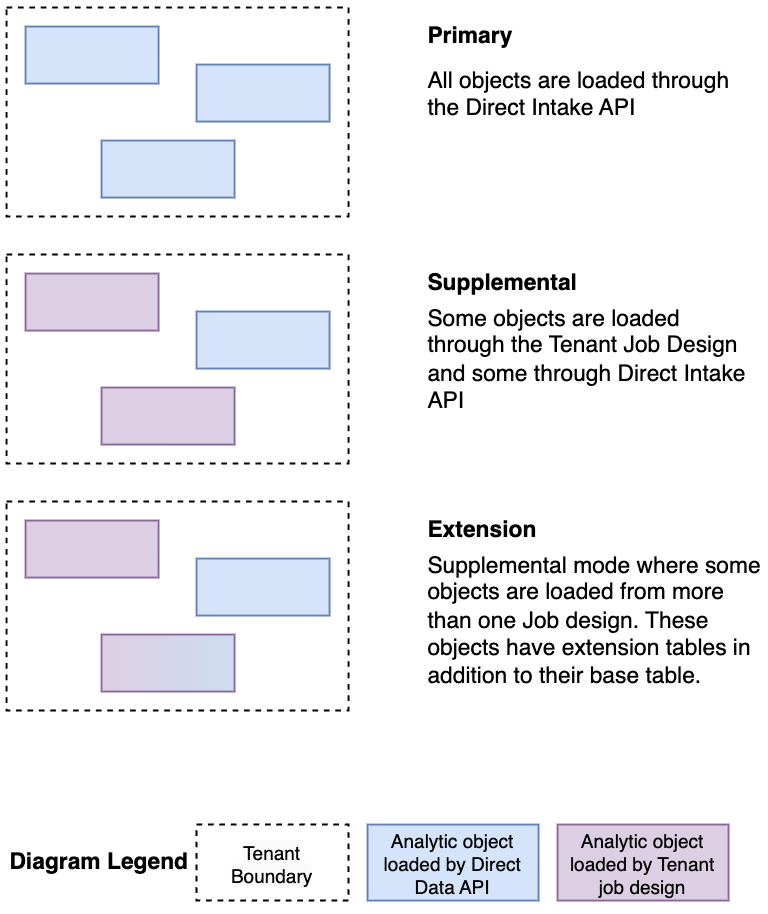 Primary
All objects are loaded through
the Direct Intake API
Supplemental
Some objects are loaded
through the Tenant Job Design
and some through Direct Intake
API
Extension
Supplemental mode where some
objects are loaded from more
than one Job design. These
objects have extension tables in
addition to their base table.
Diagram Legend
Tenant
Boundary
Analytic object
loaded by Direct
Data API
Analytic object
loaded by Tenant
job design